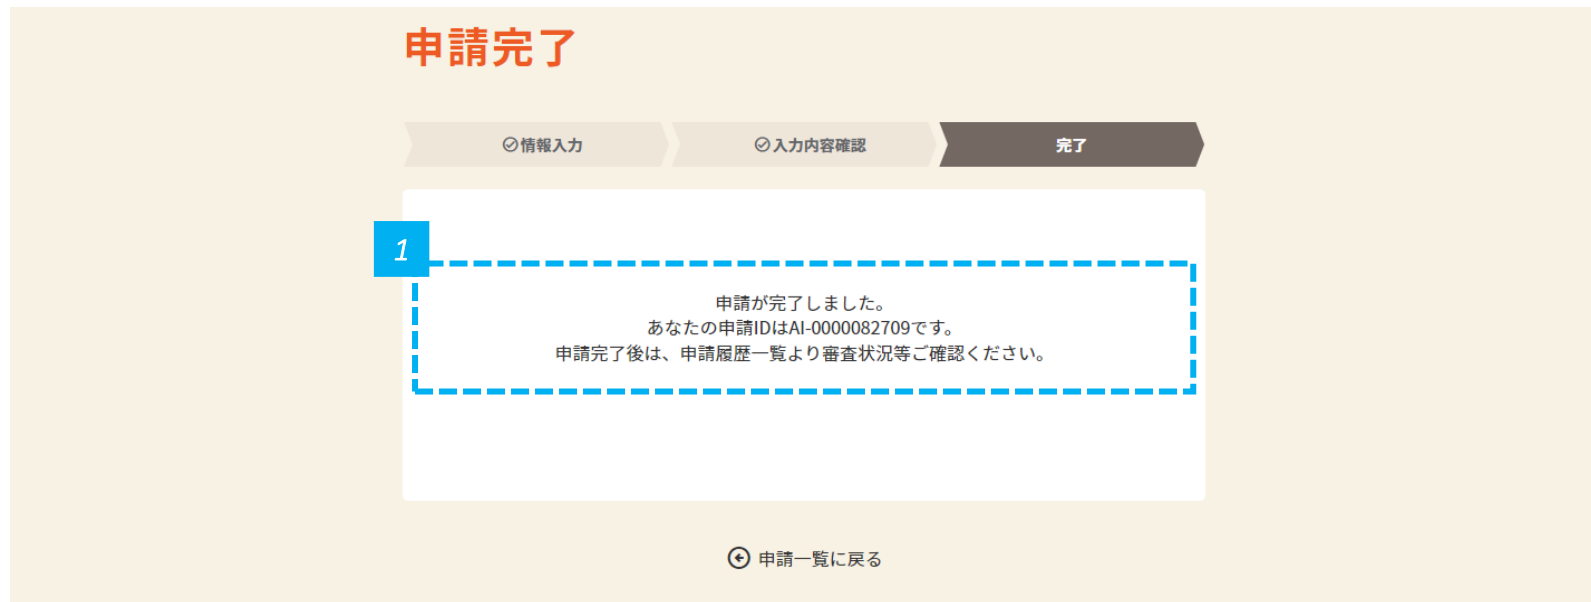 申請完了
情報入力
入力内容確認
完了
1
申請が完了しました。
あなたの申請IDはAI-0000082709です。
申請完了後は、申請履歴一覧より審査状況等ご確認ください。
申請一覧に戻る